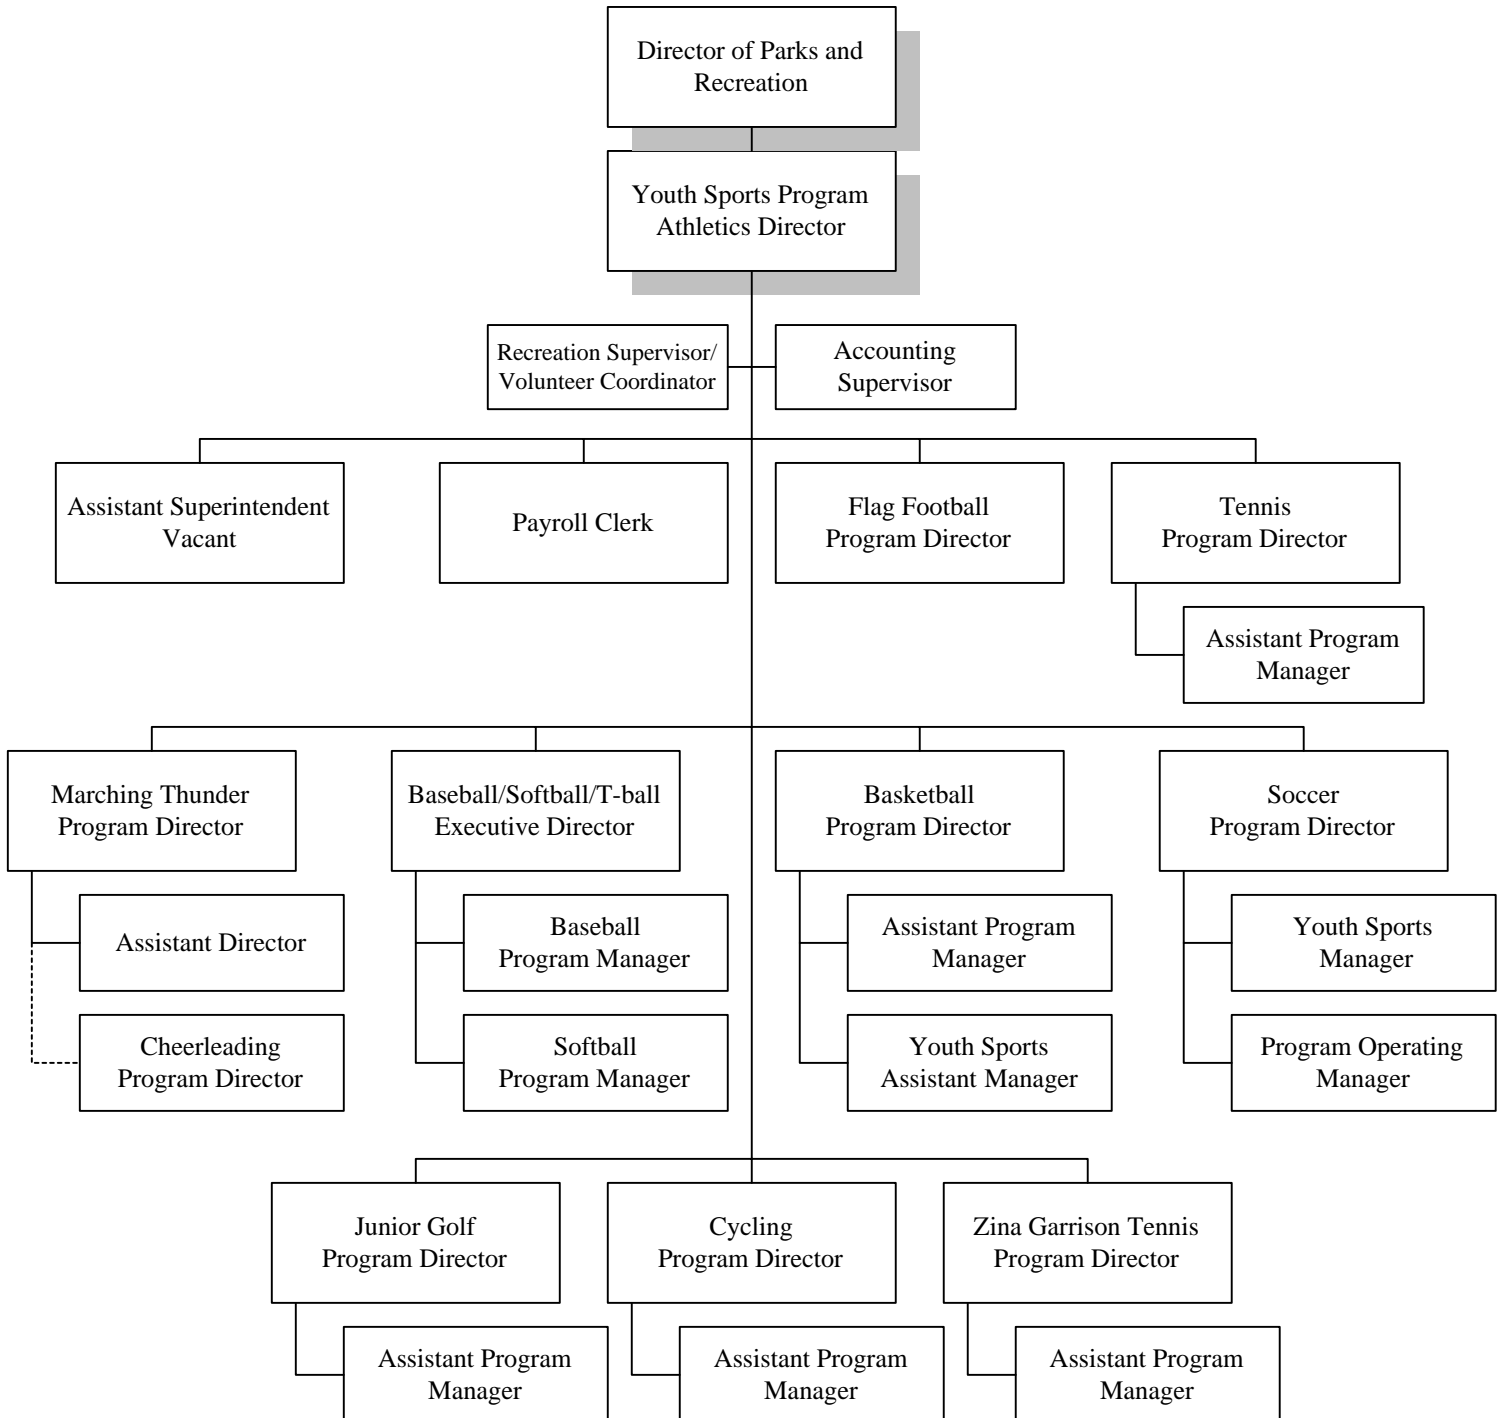 Director of Parks and
Recreation
Youth Sports Program
Athletics Director
Recreation Supervisor/
Volunteer Coordinator
Accounting
Supervisor
Assistant Superintendent
Vacant
Payroll Clerk
Flag Football
Program Director
Tennis
Program Director
Assistant Program
Manager
Marching Thunder
Program Director
Baseball/Softball/T-ball
Executive Director
Basketball
Program Director
Soccer
Program Director
Assistant Director
Baseball
Program Manager
Assistant Program
Manager
Youth Sports
Manager
Cheerleading
Program Director
Softball
Program Manager
Youth Sports
Assistant Manager
Program Operating
Manager
Junior Golf
Program Director
Cycling
Program Director
Zina Garrison Tennis
Program Director
Assistant Program
Manager
Assistant Program
Manager
Assistant Program
Manager